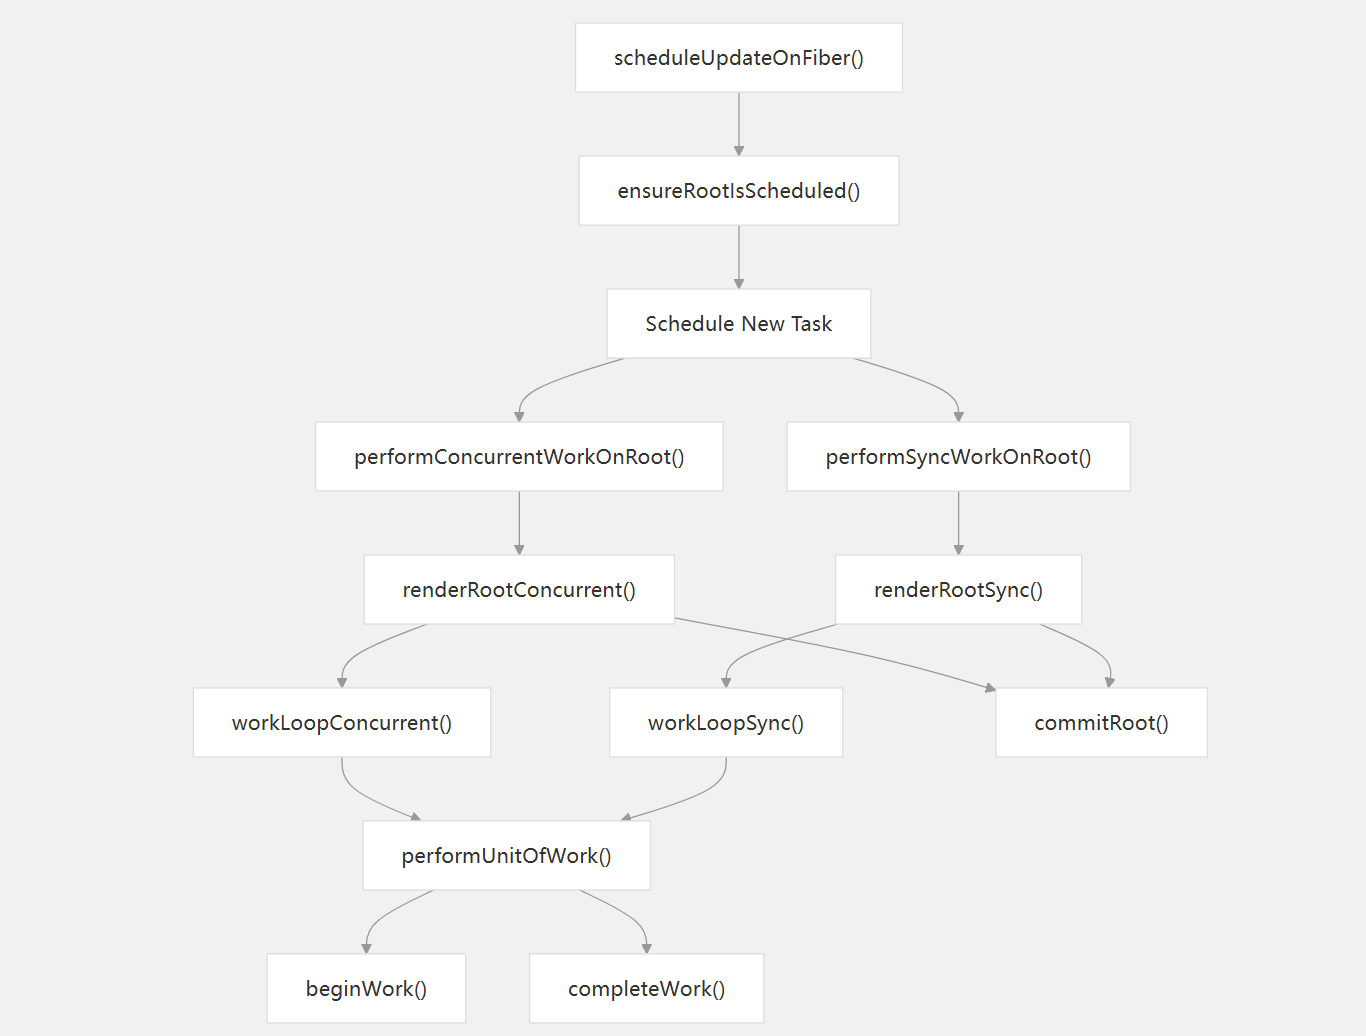 scheduleUpdateOnFiber()
ensureRootIsScheduled()
Schedule New Task
performConcurrentWorkOnRoot()
performSyncWorkOnRoot()
renderRootConcurrent()
renderRootSync()
workLoopConcurrent()
workLoopSync()
commitRoot()
performUnitOfWork()
beginWork()
completeWork()